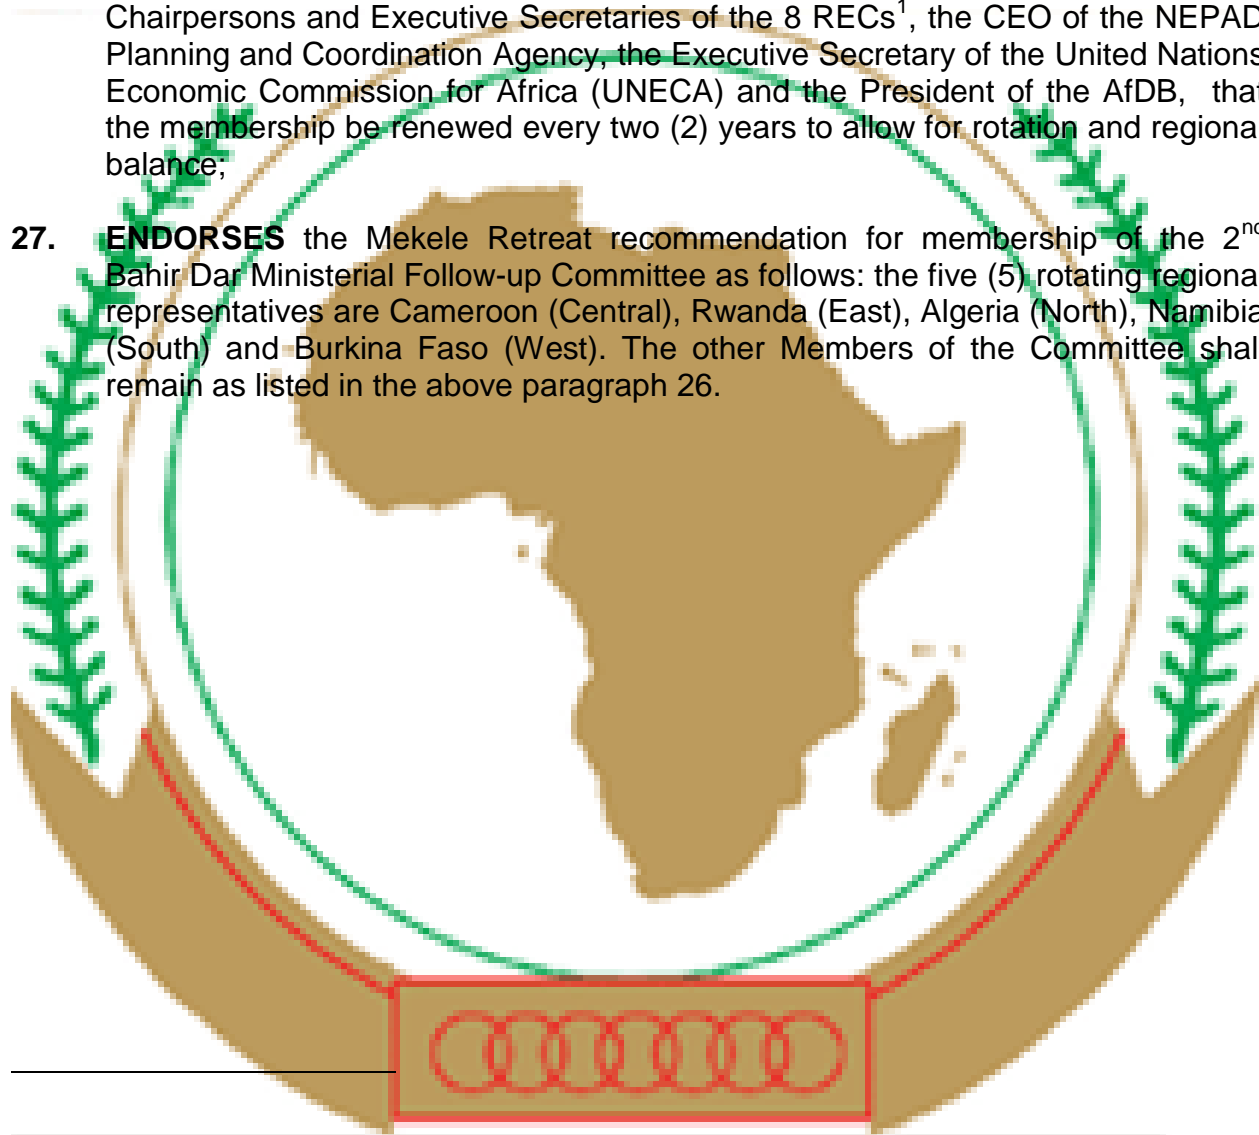 Chairpersons and Executive Secretaries of the 8 RECs1, the CEO of the NEPAD
Planning and Coordination Agency, the Executive Secretary of the United Nations
Economic Commission for Africa (UNECA) and the President of the AfDB, that
the membership be renewed every two (2) years to allow for rotation and regional
balance;
27. ENDORSES the Mekele Retreat recommendation for membership of the 2nd
Bahir Dar Ministerial Follow-up Committee as follows: the five (5) rotating regional
representatives are Cameroon (Central), Rwanda (East), Algeria (North), Namibia
(South) and Burkina Faso (West). The other Members of the Committee shall
remain as listed in the above paragraph 26.